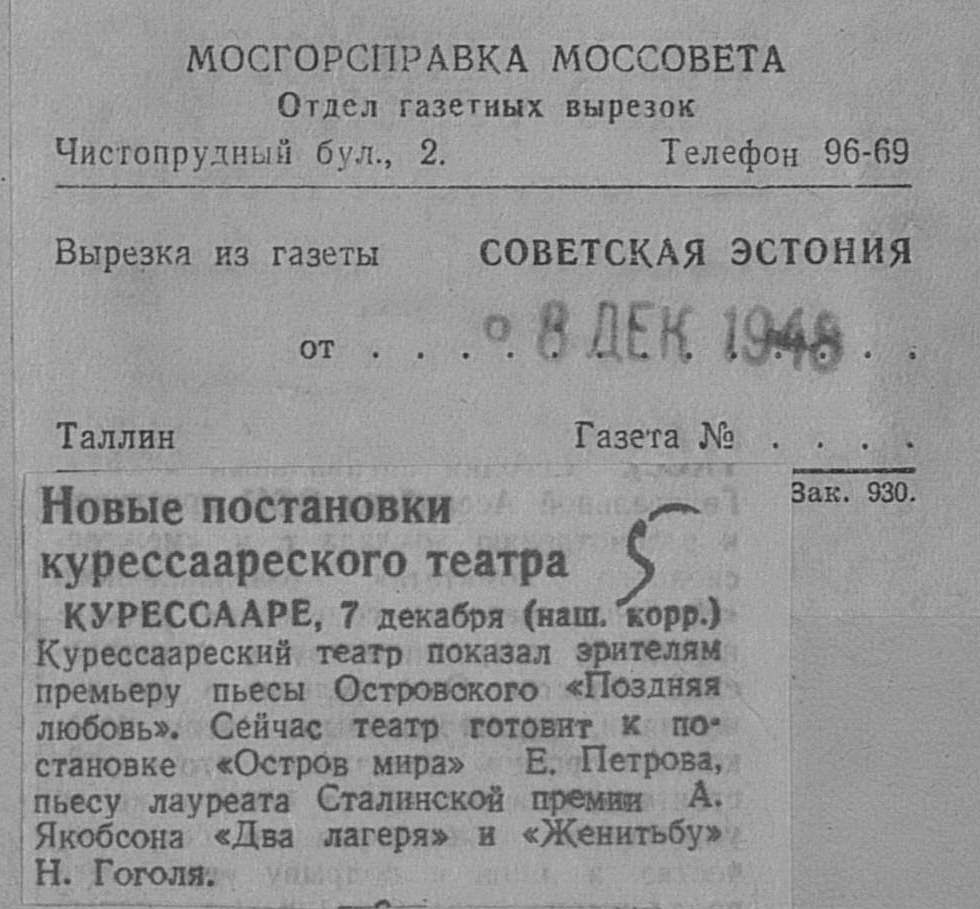 МОСГОРСПРАВКА МОССОВЕТА
Отдел газетных вырезок
Чистопрудный бул., 2. Телефон 96-69
Вырезка из газеты СОВЕТСКАЯ ЭСТОНИЯ
от . . . 8 ДЕК 1948 . .
Таллин Газета № . . . .
Зак. 930.
Новые постановки
курессаареского театра
5
КУРЕССААРЕ, 7 декабря (наш. корр.)
Курессаареский театр показал зрителям
премьеру пьесы Островского «Поздняя
любовь». Сейчас театр готовит к по-
становке «Остров мира» Е. Петрова,
пьесу лауреата Сталинской премии А.
Якобсона «Два лагеря» и «Женитьбу»
Н. Гоголя.